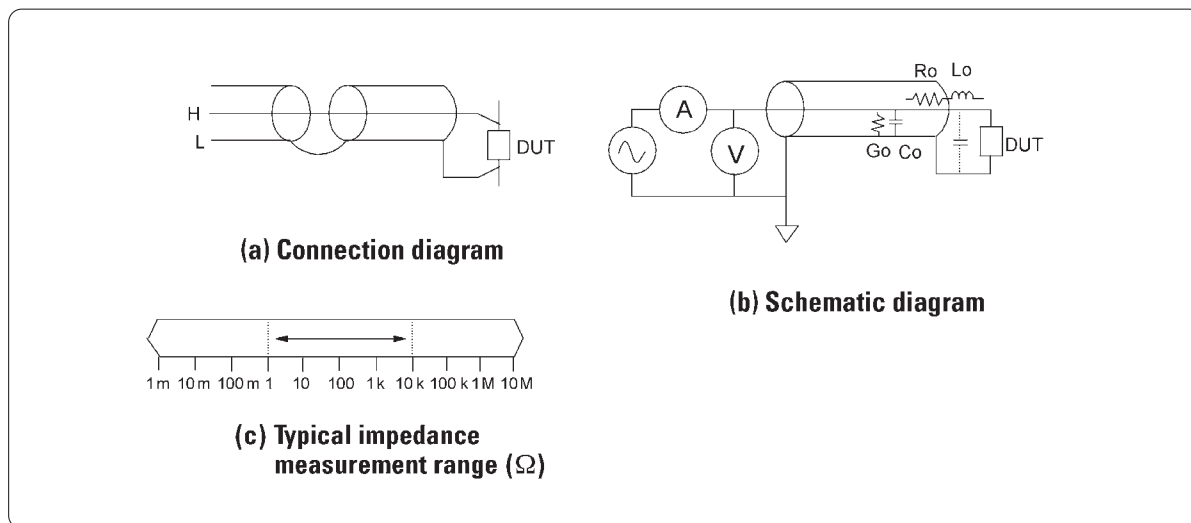 H
L
DUT
(a) Connection diagram
A
V
Ro Lo
Go Co
DUT
(b) Schematic diagram
1 m 10 m 100 m 1 10 100 1 k 10 k 100 k 1 M 10 M
(c) Typical impedance
measurement range (Ω)